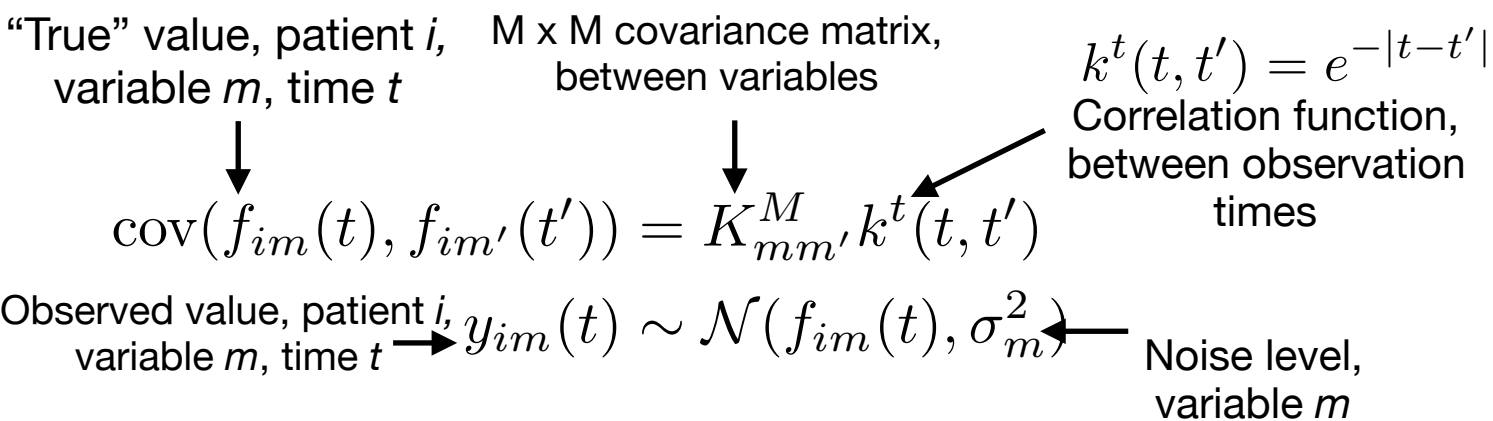 “True” value, patient i,
variable m, time t
M x M covariance matrix,
between variables
k^t(t, t′) = e^{−|t−t′|}
Correlation function,
between observation
times
cov(f_{im}(t), f_{im′}(t′)) = K^M_{mm′} k^t(t, t′)
Observed value, patient i,
variable m, time t
y_{im}(t) ∼ 𝒩(f_{im}(t), σ²_m)
Noise level,
variable m